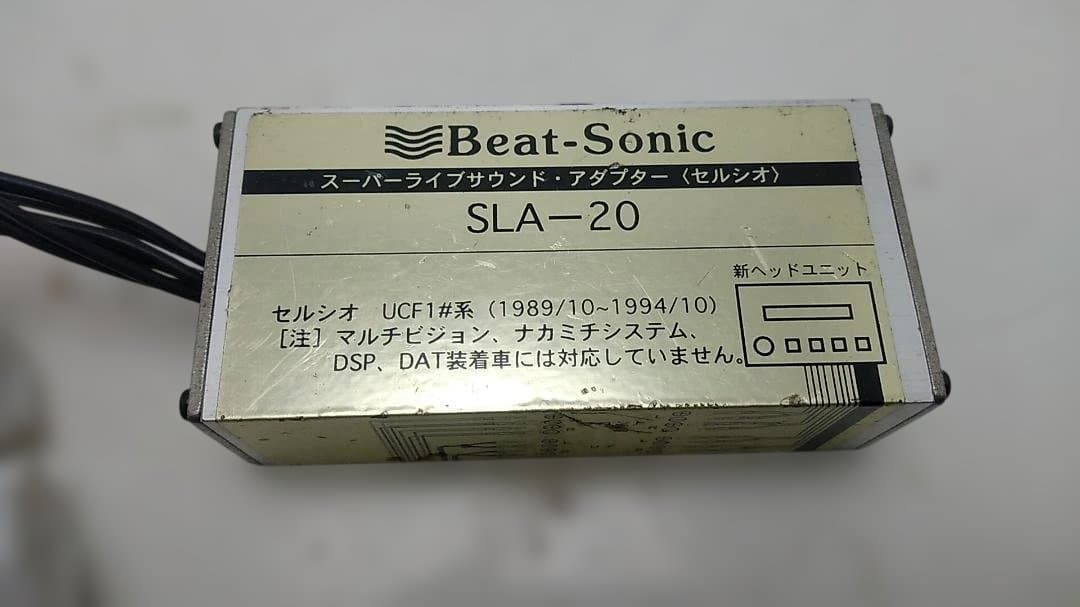 Beat-Sonic
スーパーライブサウンド・アダプター〈セルシオ〉
SLA−20
新ヘッドユニット
セルシオ UCF1#系（1989/10~1994/10）
［注］マルチビジョン、ナカミチシステム、
DSP、DAT装着車には対応していません。